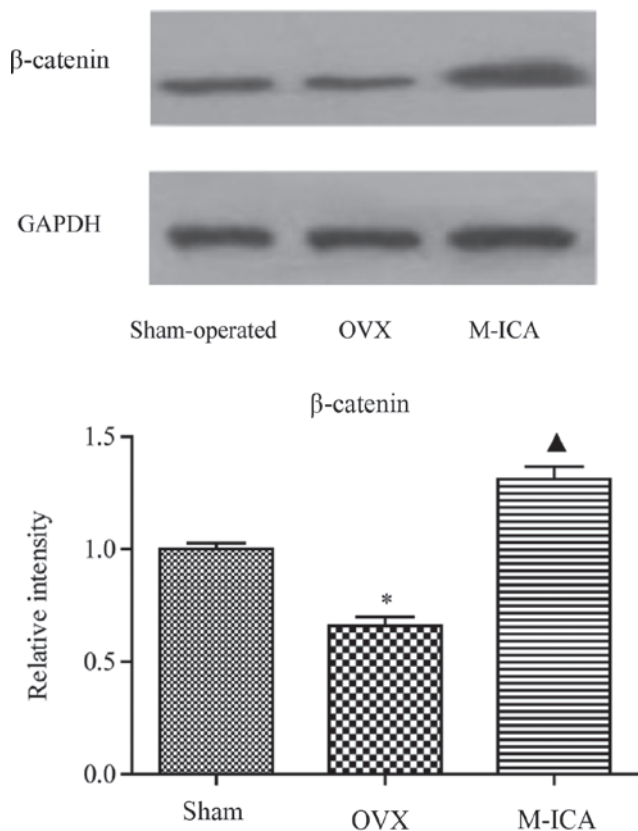 β-catenin
GAPDH
Sham-operated OVX M-ICA
β-catenin
Relative intensity
1.5
1.0
0.5
0.0
*
▲
Sham OVX M-ICA